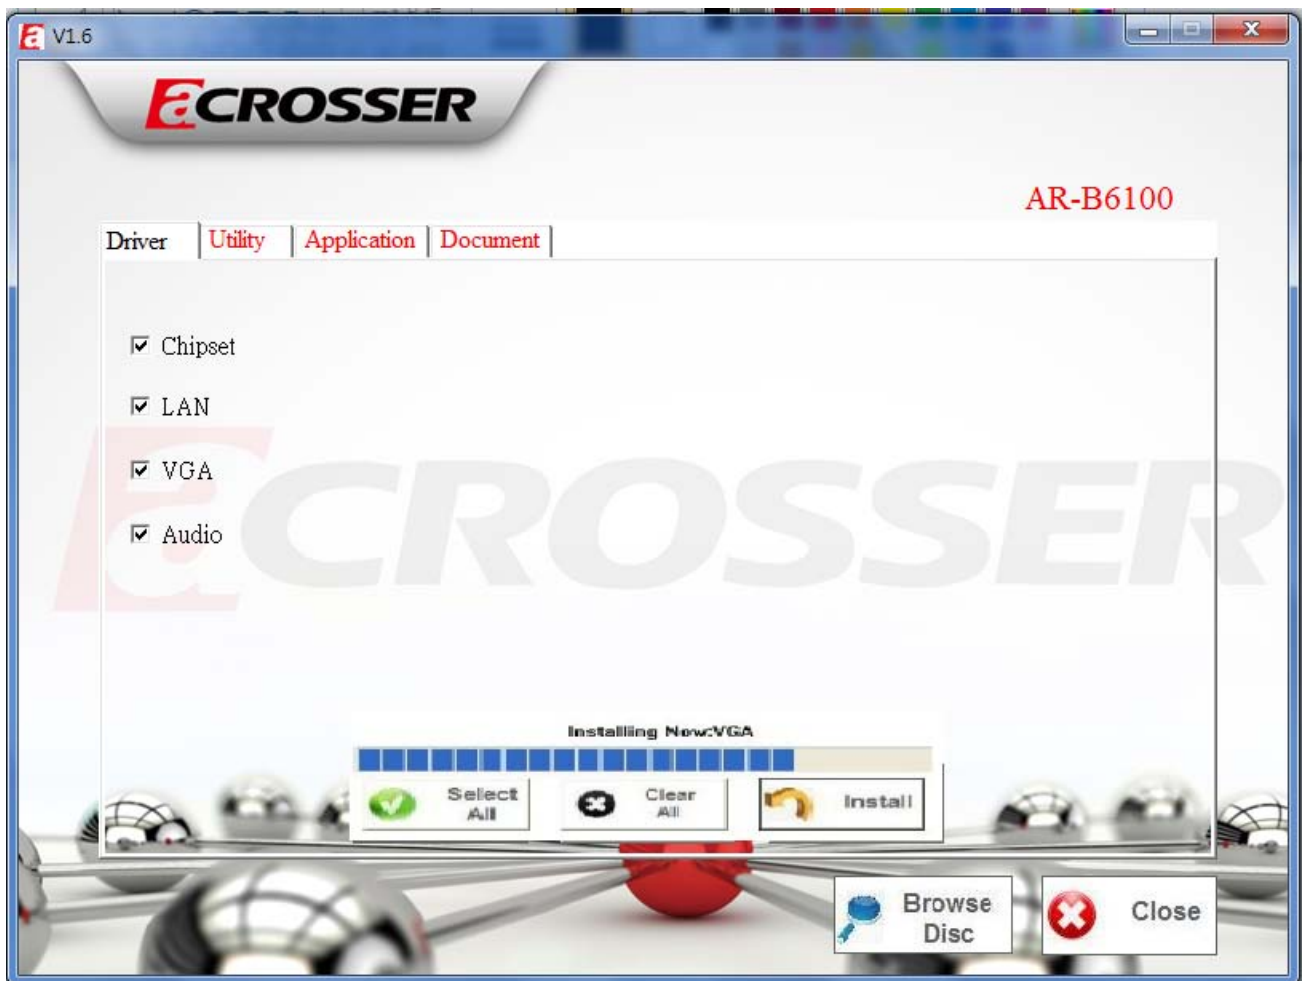 V1.6
aCROSSER
AR-B6100
Driver
Utility
Application
Document
Chipset
LAN
VGA
Audio
aCROSSER
Installiing Now:VGA
Select
All
Clear
All
Install
Browse
Disc
Close